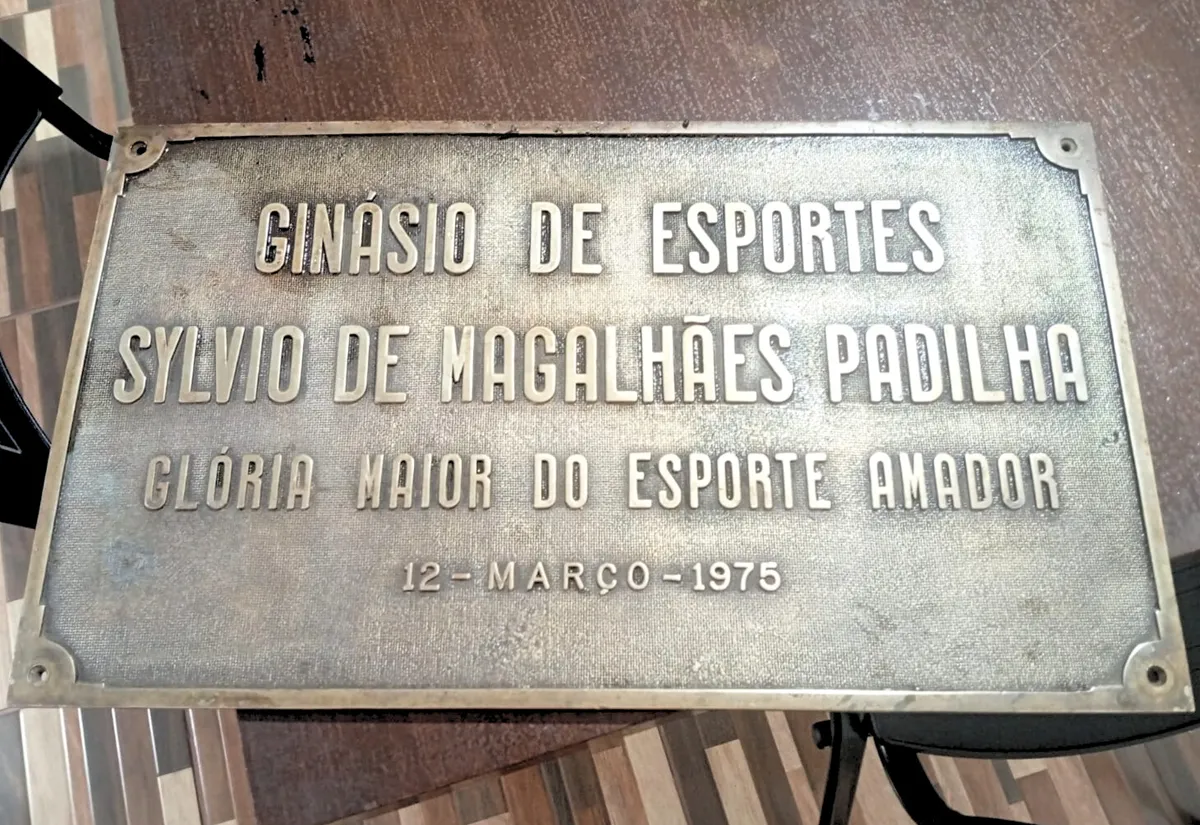 GINÁSIO DE ESPORTES
SYLVIO DE MAGALHÃES PADILHA
GLÓRIA MAIOR DO ESPORTE AMADOR
12-MARÇO-1975